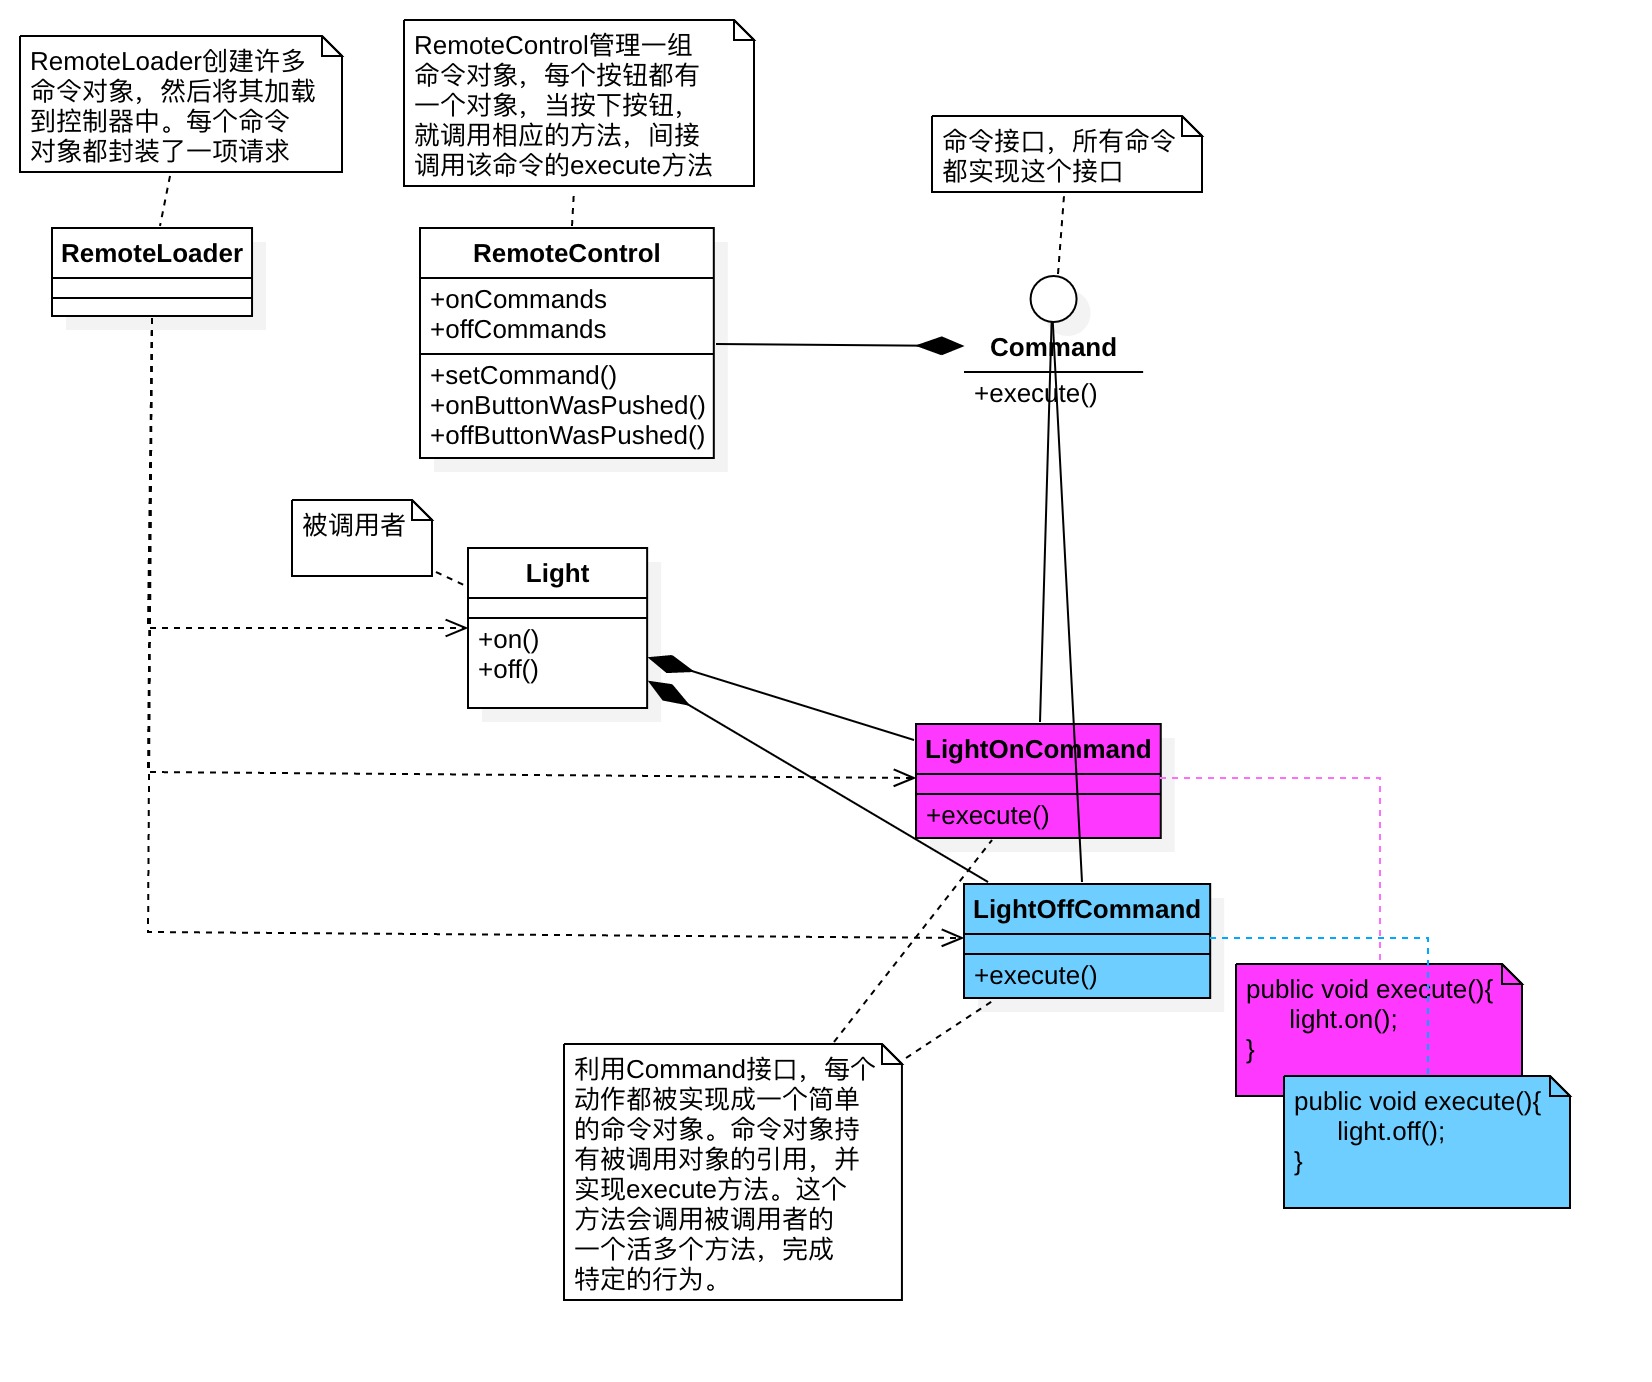 RemoteLoader创建许多
命令对象，然后将其加载
到控制器中。每个命令
对象都封装了一项请求
RemoteControl管理一组
命令对象，每个按钮都有
一个对象，当按下按钮，
就调用相应的方法，间接
调用该命令的execute方法
命令接口，所有命令
都实现这个接口
RemoteLoader
RemoteControl
+onCommands
+offCommands
+setCommand()
+onButtonWasPushed()
+offButtonWasPushed()
Command
+execute()
被调用者
Light
+on()
+off()
LightOnCommand
+execute()
LightOffCommand
+execute()
public void execute(){
light.on();
}
public void execute(){
light.off();
}
利用Command接口，每个
动作都被实现成一个简单
的命令对象。命令对象持
有被调用对象的引用，并
实现execute方法。这个
方法会调用被调用者的
一个活多个方法，完成
特定的行为。